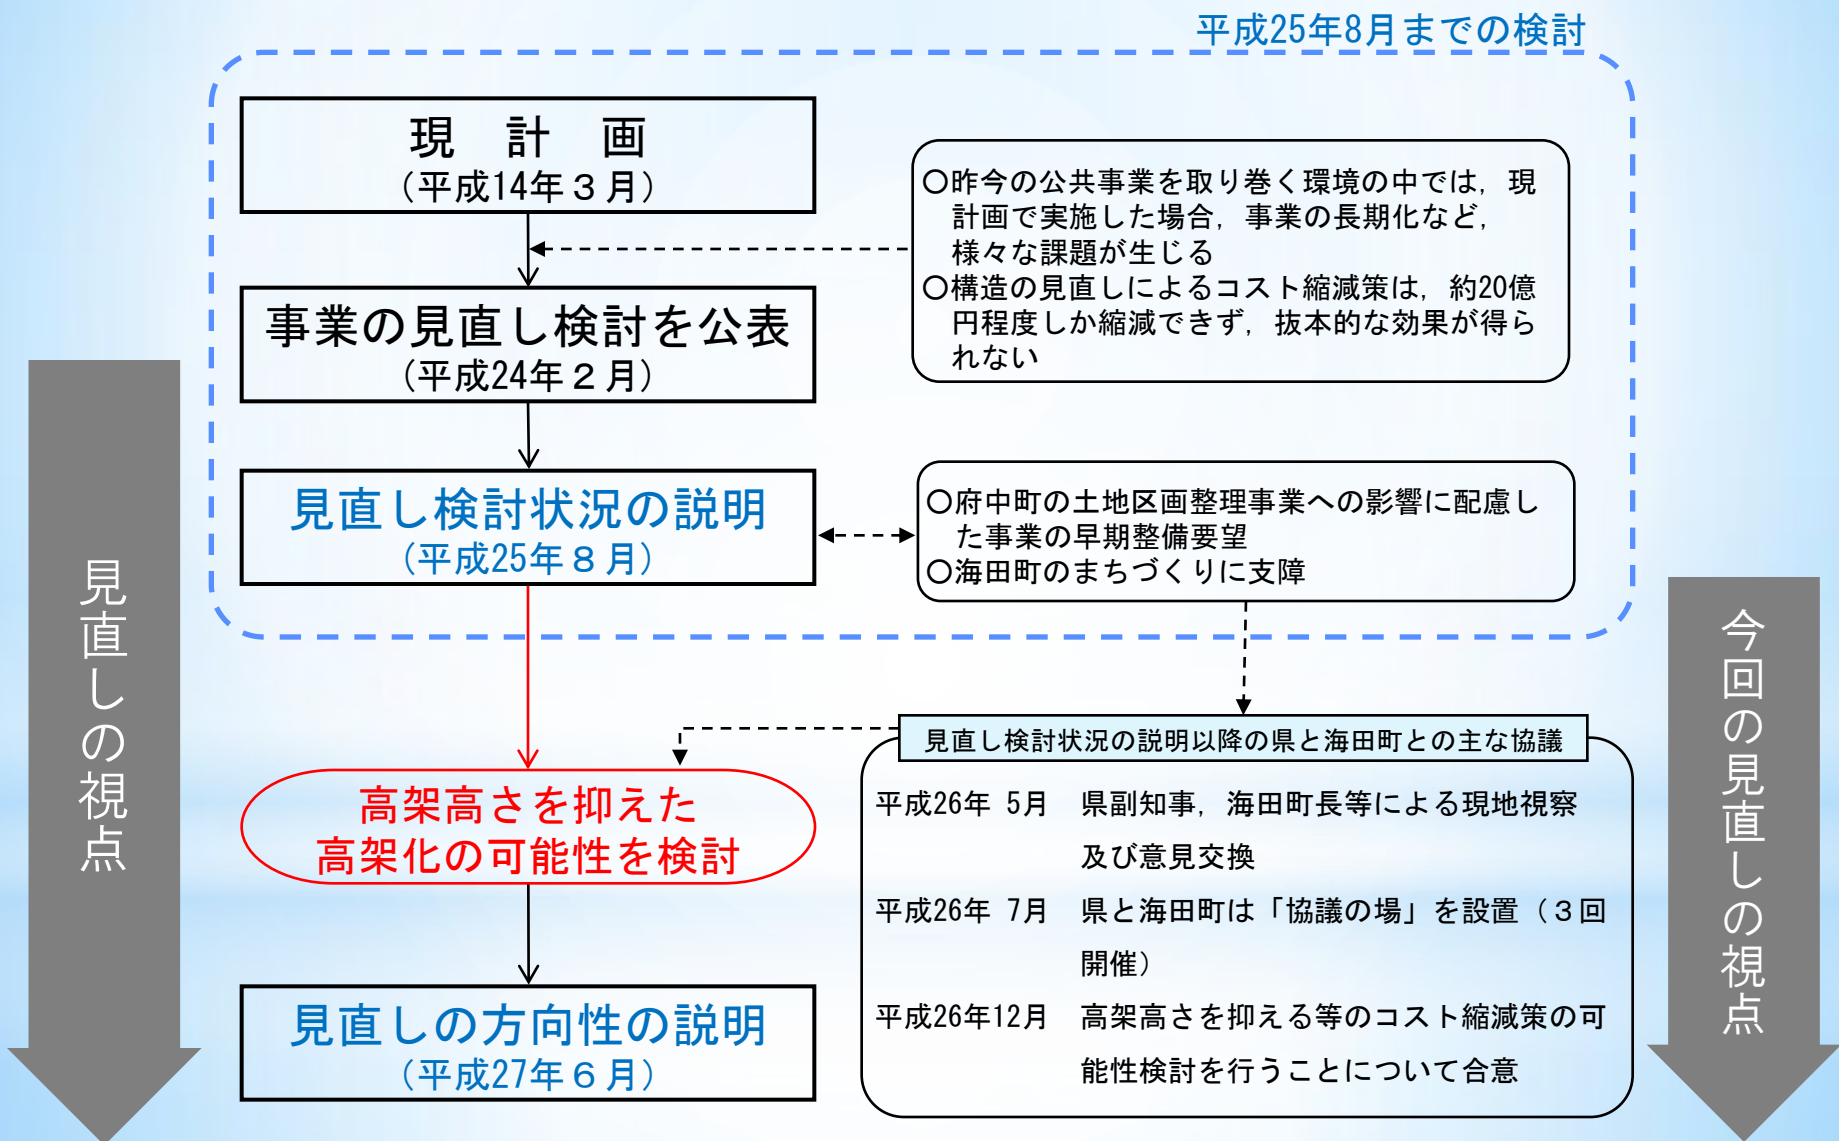 平成25年8月までの検討
現　計　画
（平成14年３月）
〇昨今の公共事業を取り巻く環境の中では，現
計画で実施した場合，事業の長期化など，
様々な課題が生じる
〇構造の見直しによるコスト縮減策は，約20億
円程度しか縮減できず，抜本的な効果が得ら
れない
事業の見直し検討を公表
（平成24年２月）
見直し検討状況の説明
（平成25年８月）
〇府中町の土地区画整理事業への影響に配慮し
た事業の早期整備要望
〇海田町のまちづくりに支障
見直しの視点
今回の見直しの視点
見直し検討状況の説明以降の県と海田町との主な協議
高架高さを抑えた
高架化の可能性を検討
平成26年 5月　県副知事，海田町長等による現地視察
及び意見交換
平成26年 7月　県と海田町は「協議の場」を設置（３回
開催）
平成26年12月　高架高さを抑える等のコスト縮減策の可
能性検討を行うことについて合意
見直しの方向性の説明
（平成27年６月）